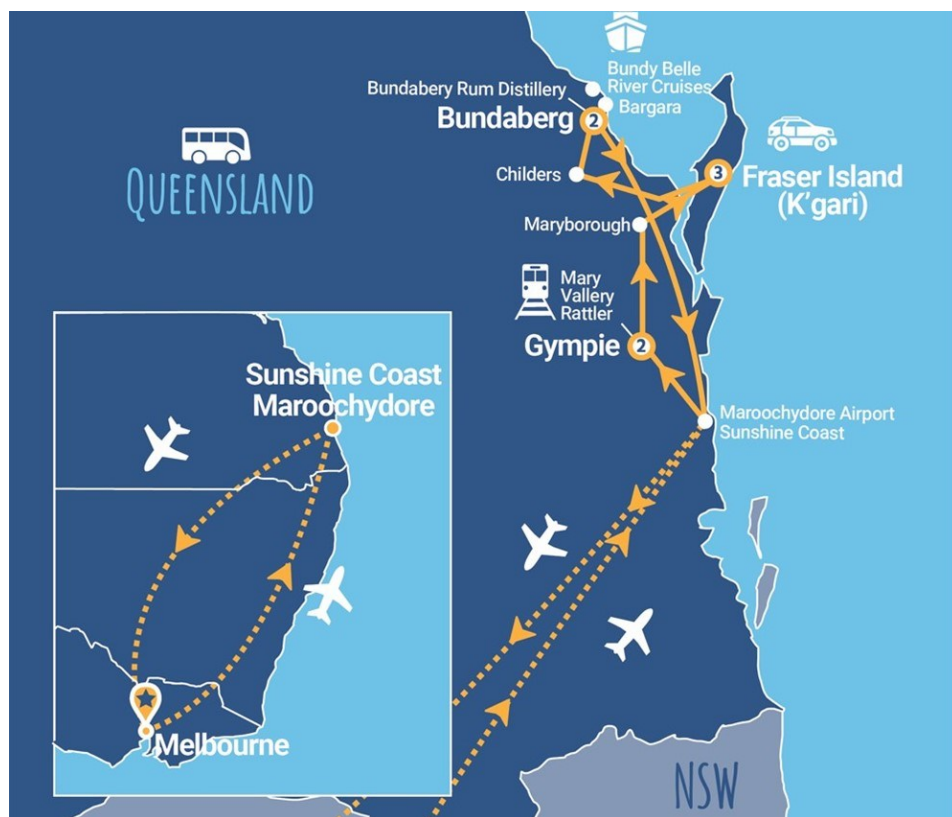 Bundy Belle
River Cruises
Bundabery Rum Distillery
Bargara
Bundaberg
2
QUEENSLAND
Childers
3
Fraser Island
(K'gari)
Maryborough
Mary
Vallery
Rattler
Gympie
2
Sunshine Coast
Maroochydore
Maroochydore Airport
Sunshine Coast
Melbourne
NSW